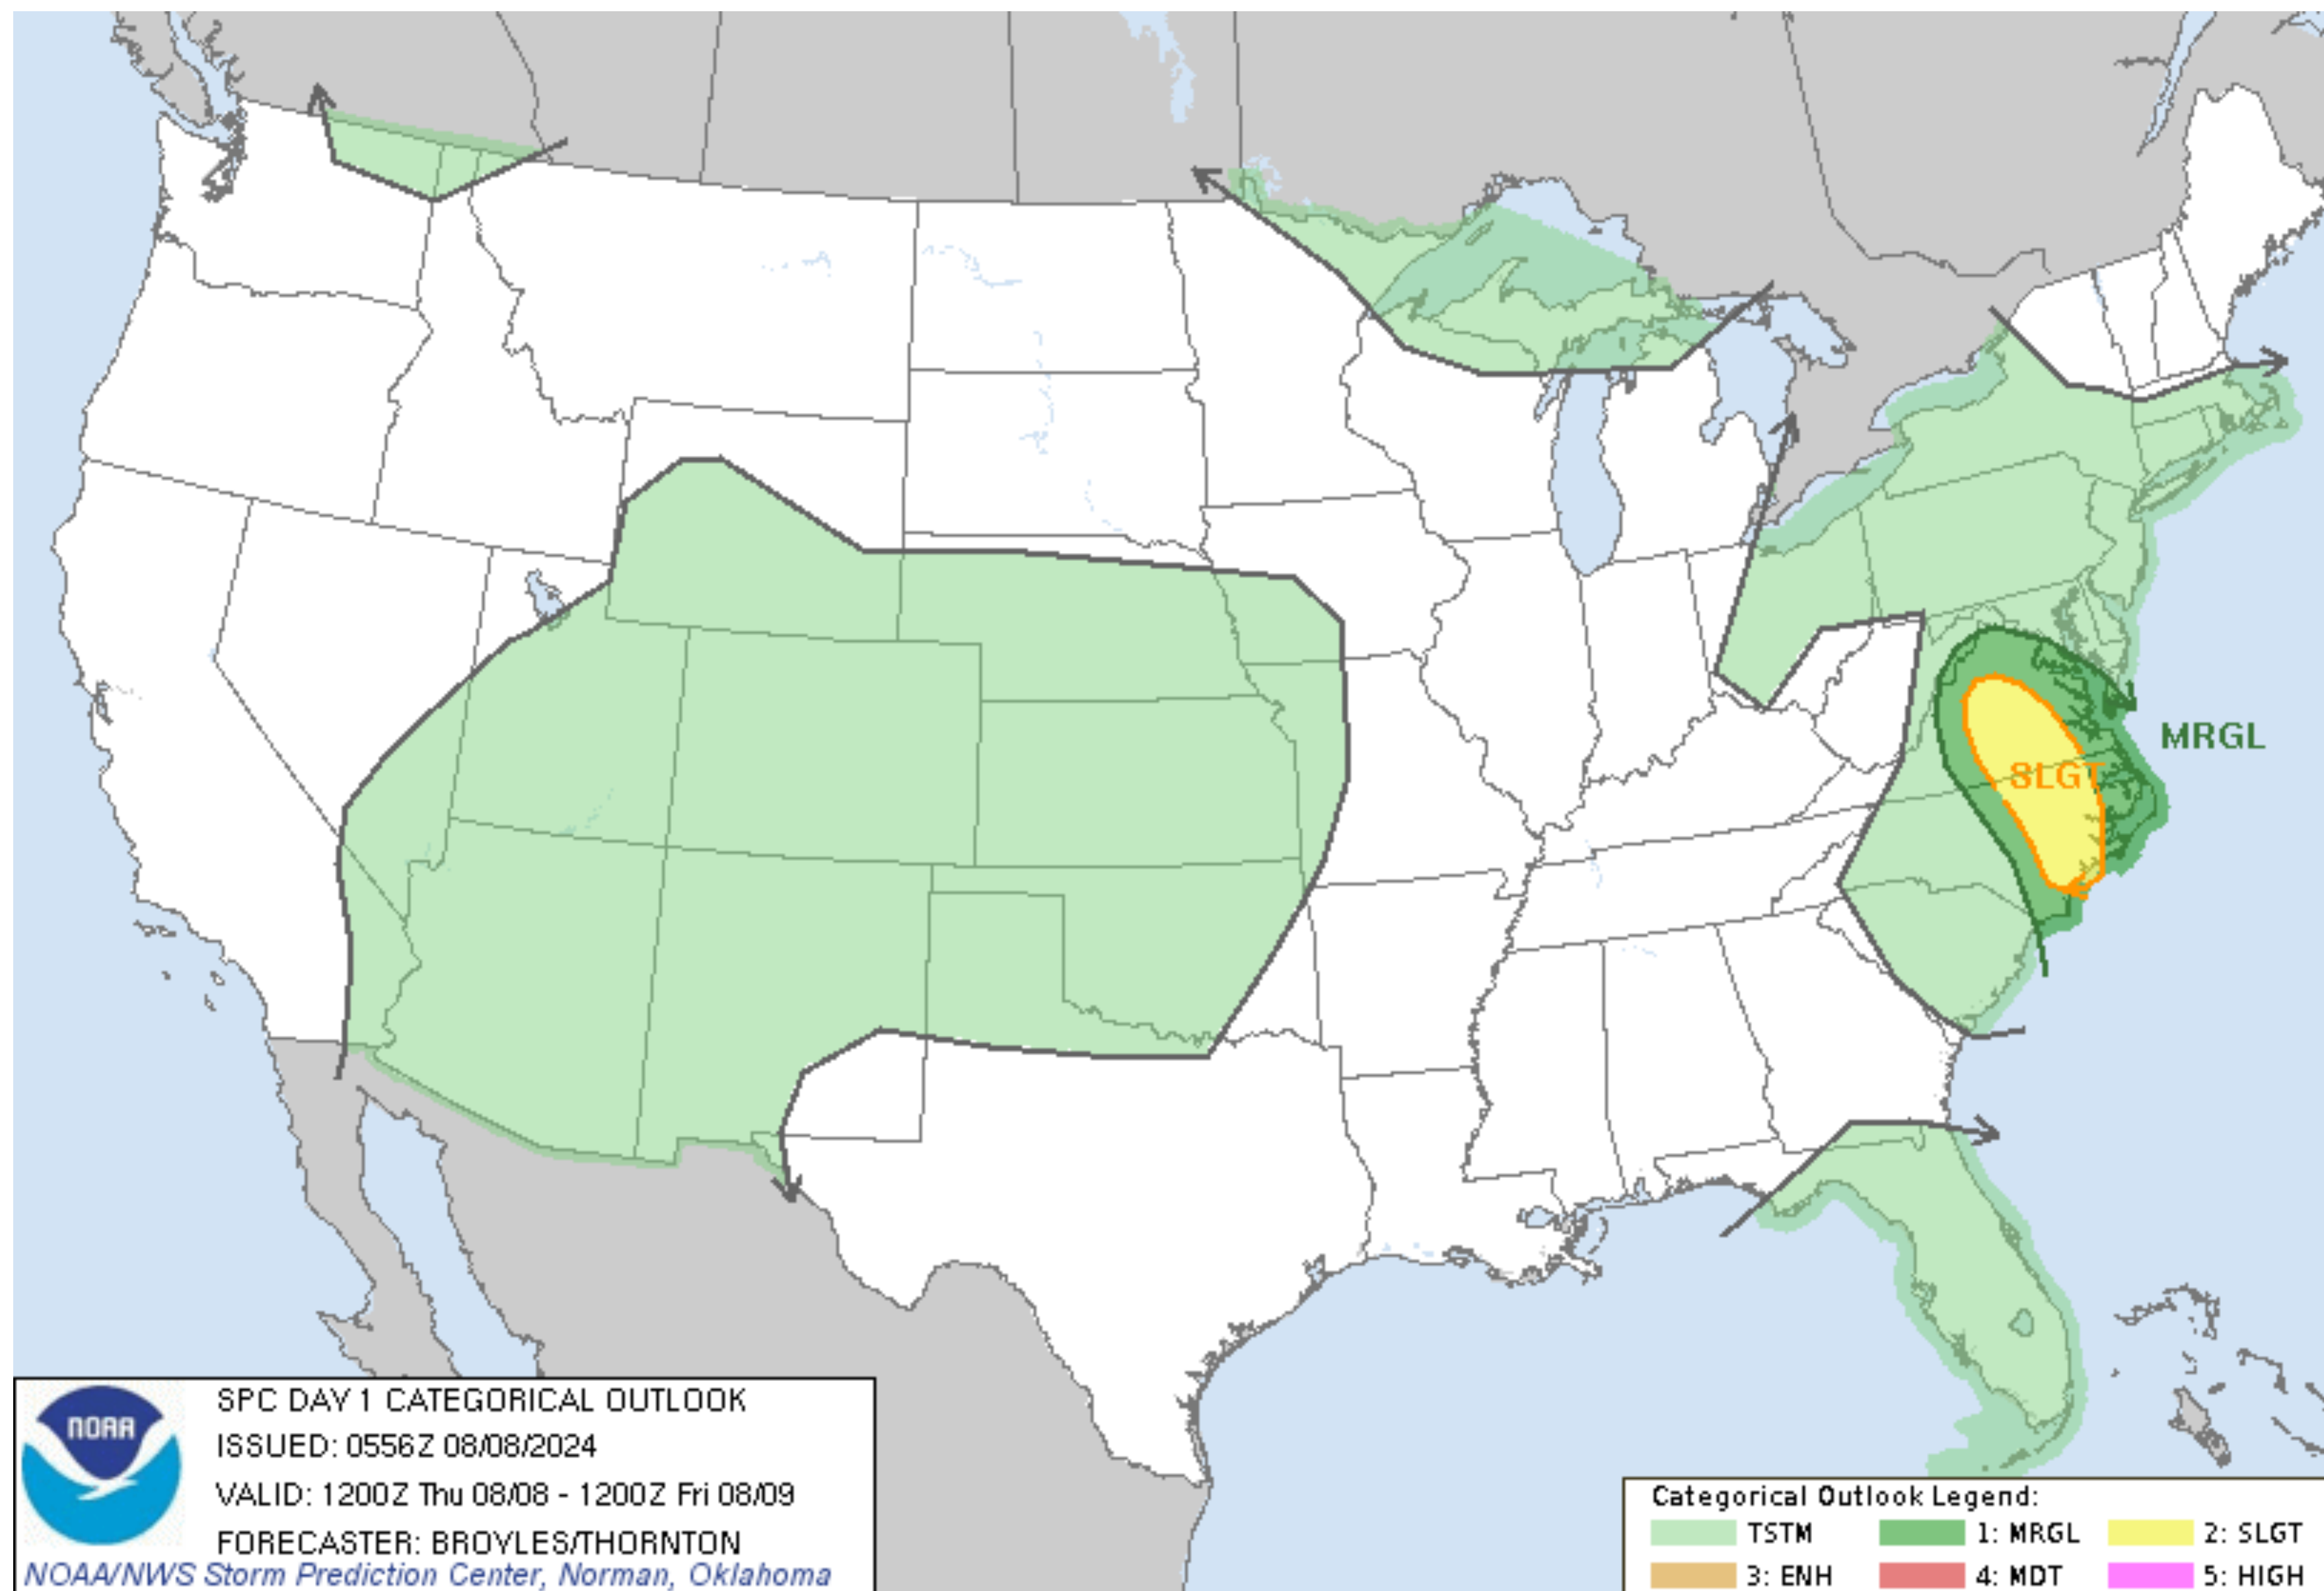 MRGL
SLGT
NOAA
SPC DAY 1 CATEGORICAL OUTLOOK
ISSUED: 0556Z 08/08/2024
VALID: 1200Z Thu 08/08 - 1200Z Fri 08/09
FORECASTER: BROYLES/THORNTON
NOAA/NWS Storm Prediction Center, Norman, Oklahoma
Categorical Outlook Legend:
TSTM 1: MRGL 2: SLGT
3: ENH 4: MDT 5: HIGH